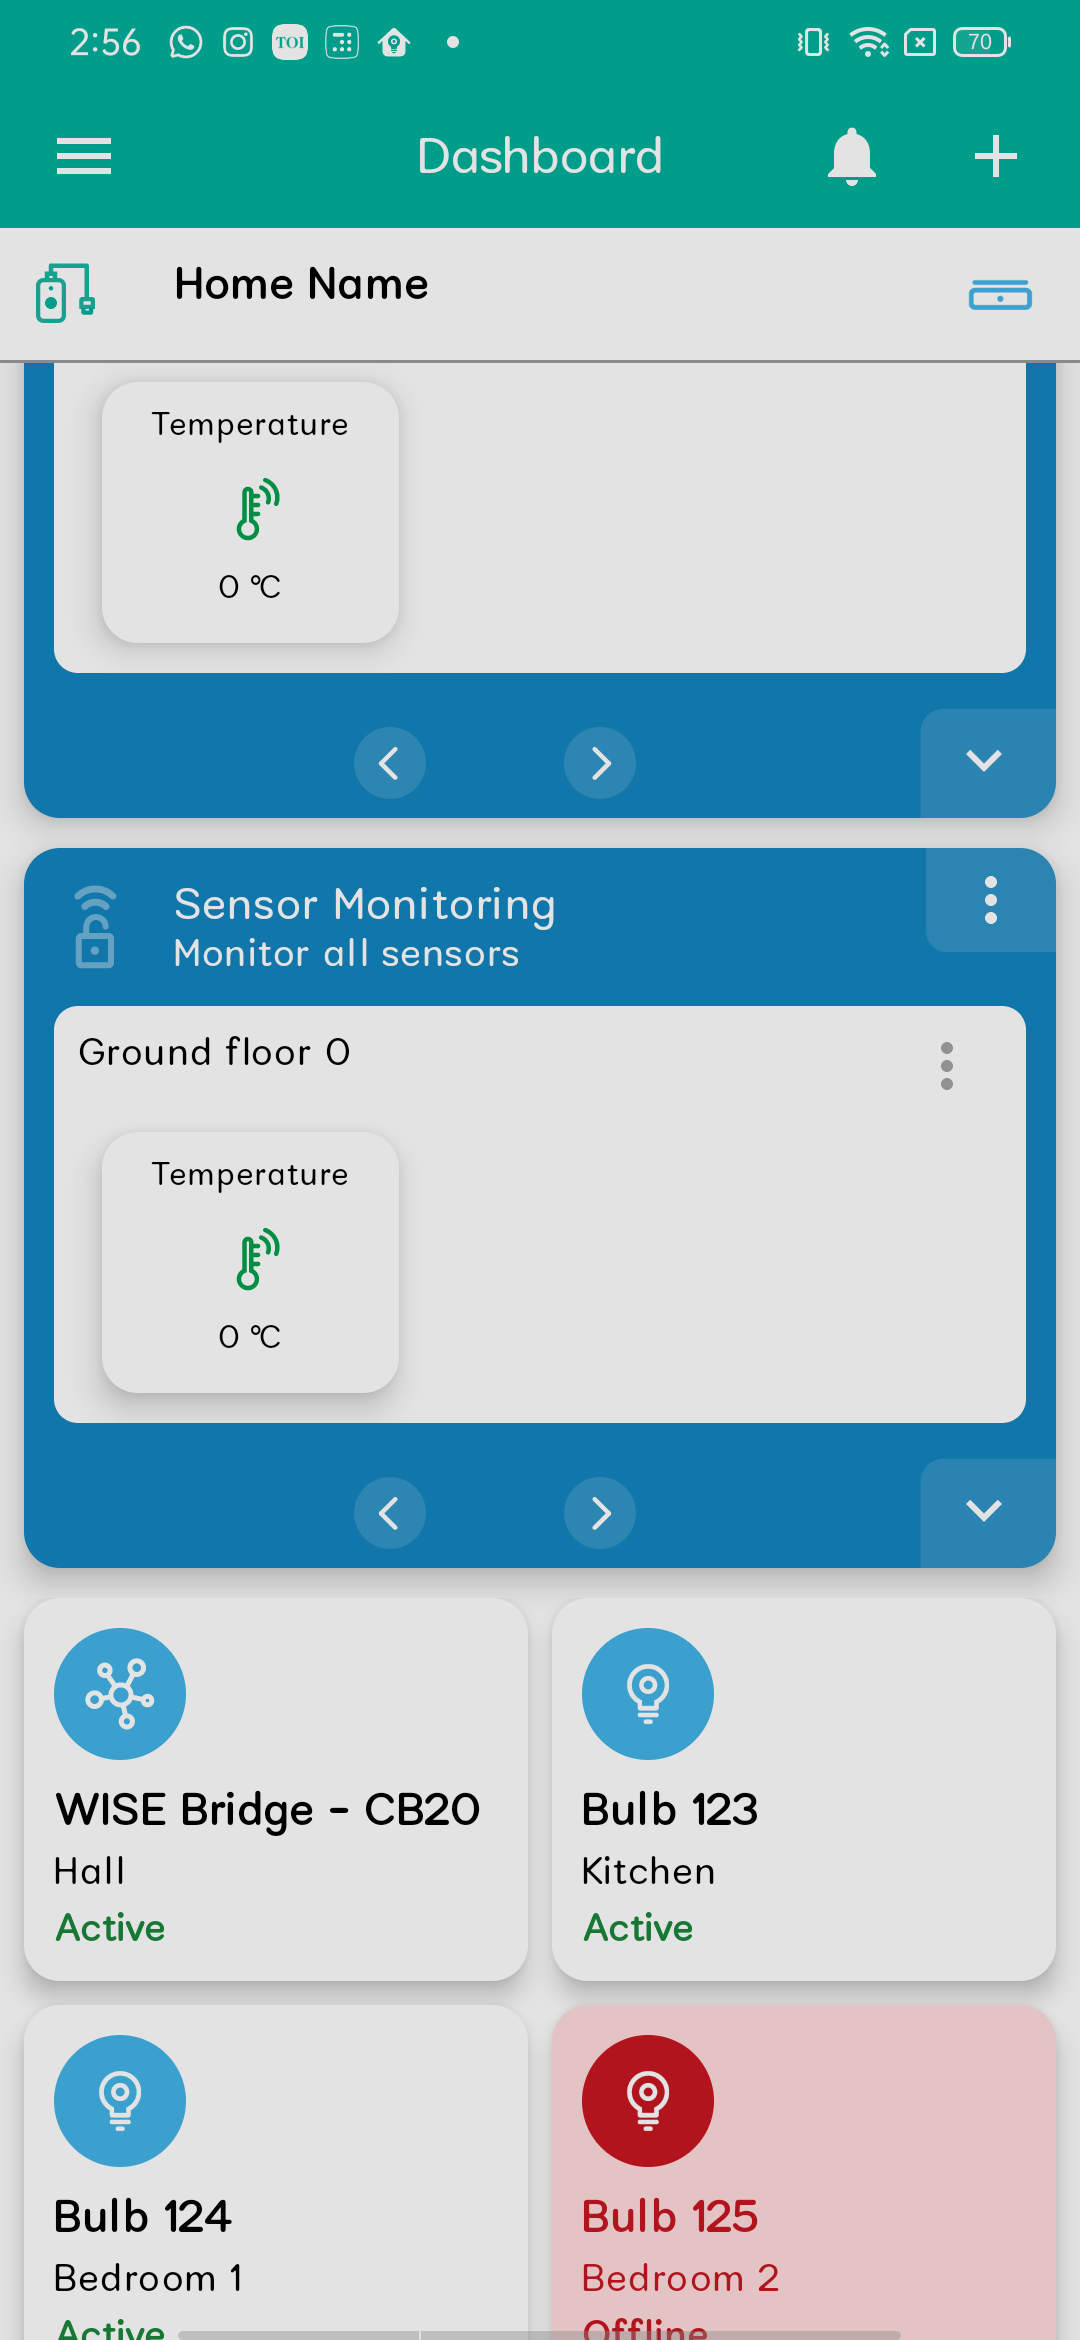 2:56
TOI
70
Dashboard
Home Name
Temperature
0 °C
Sensor Monitoring
Monitor all sensors
Ground floor 0
Temperature
0 °C
WISE Bridge - CB20
Hall
Active
Bulb 123
Kitchen
Active
Bulb 124
Bedroom 1
Active
Bulb 125
Bedroom 2
Offline